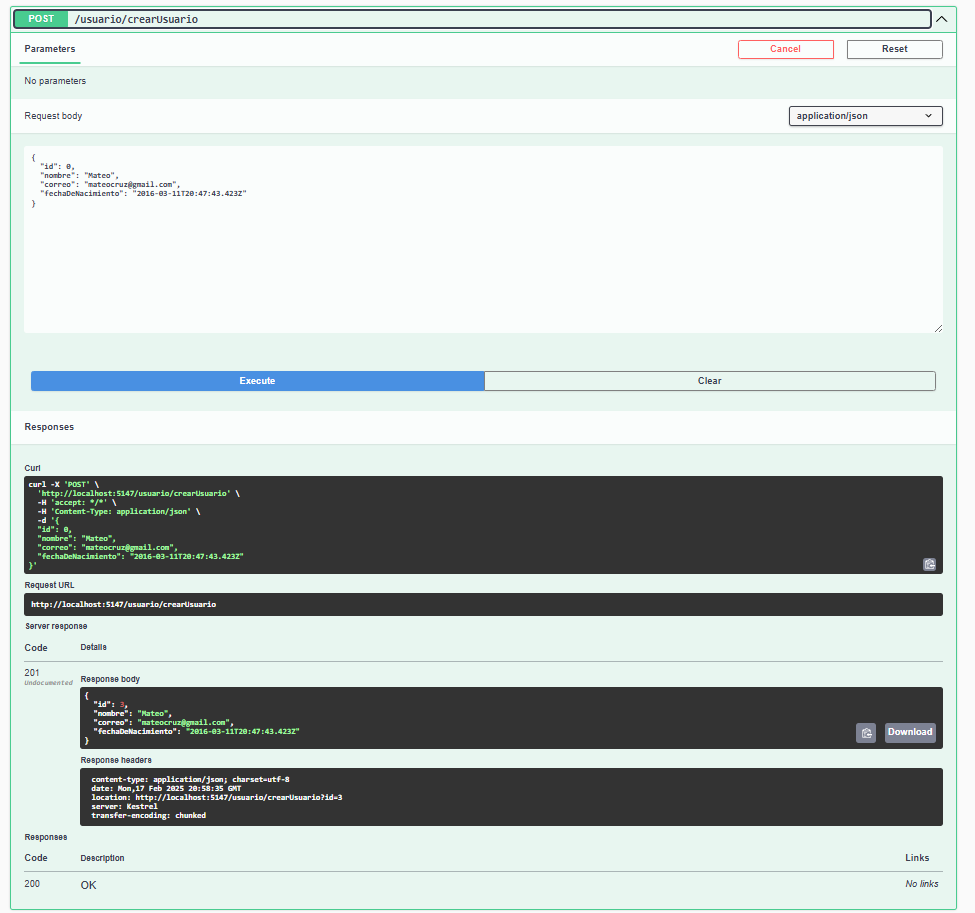 POST /usuario/crearUsuario
Parameters
Cancel
Reset
No parameters
Request body
application/json
{
  "id": 0,
  "nombre": "Mateo",
  "correo": "mateocruz@gmail.com",
  "fechaDeNacimiento": "2016-03-11T20:47:43.423Z"
}
Execute
Clear
Responses
Curl
curl -X 'POST' \
  'http://localhost:5147/usuario/crearUsuario' \
  -H 'accept: */*' \
  -H 'Content-Type: application/json' \
  -d '{
  "id": 0,
  "nombre": "Mateo",
  "correo": "mateocruz@gmail.com",
  "fechaDeNacimiento": "2016-03-11T20:47:43.423Z"
}'
Request URL
http://localhost:5147/usuario/crearUsuario
Server response
Code Details
201
Undocumented
Response body
{
  "id": 3,
  "nombre": "Mateo",
  "correo": "mateocruz@gmail.com",
  "fechaDeNacimiento": "2016-03-11T20:47:43.423Z"
}
Download
Response headers
content-type: application/json; charset=utf-8
date: Mon,17 Feb 2025 20:58:35 GMT
location: http://localhost:5147/usuario/crearUsuario?id=3
server: Kestrel
transfer-encoding: chunked
Responses
Code Description Links
200 OK No links